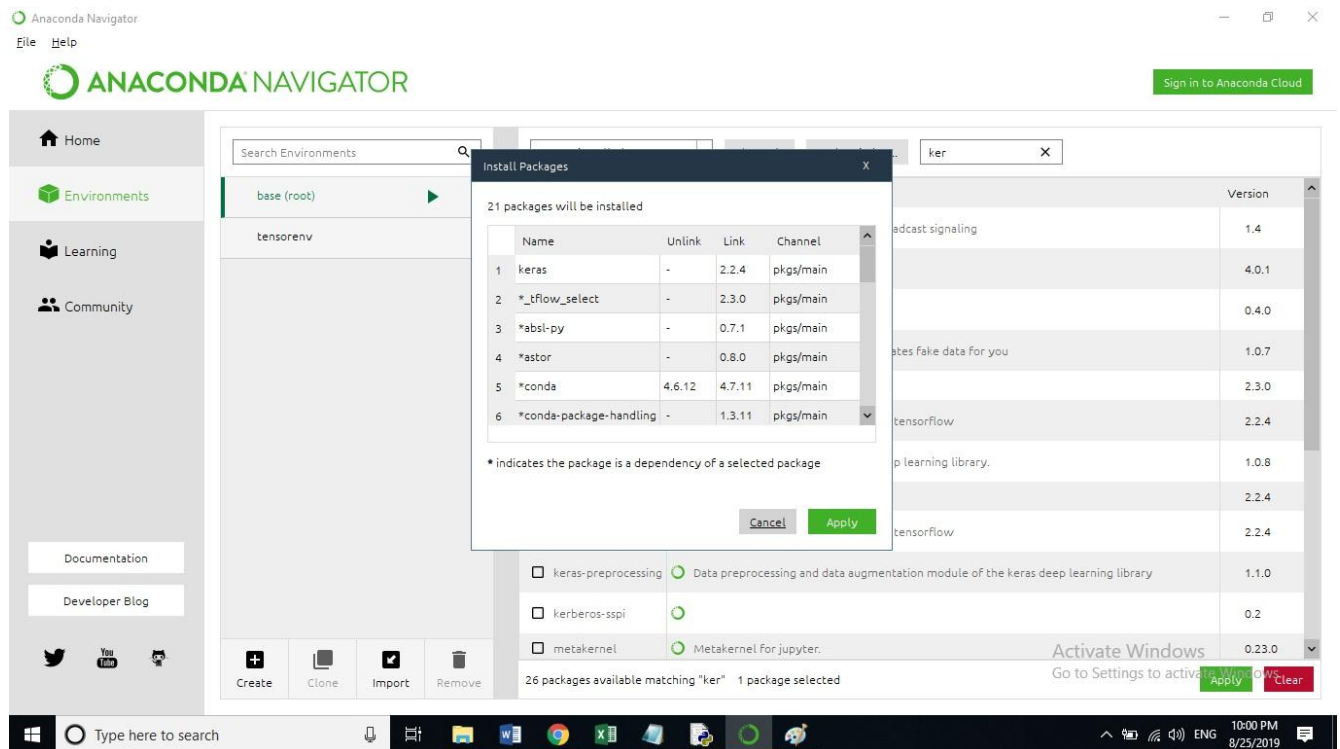 Anaconda Navigator
File Help
ANACONDA NAVIGATOR
Sign in to Anaconda Cloud
Home
Environments
Learning
Community
Documentation
Developer Blog
You Tube
Search Environments
base (root)
tensorenv
Create Clone Import Remove
ker X
Version
adcast signaling 1.4
4.0.1
0.4.0
ates fake data for you 1.0.7
2.3.0
tensorflow 2.2.4
p learning library. 1.0.8
2.2.4
tensorflow 2.2.4
keras-preprocessing Data preprocessing and data augmentation module of the keras deep learning library 1.1.0
kerberos-sspi 0.2
metakernel Metakernel for jupyter. 0.23.0
26 packages available matching "ker" 1 package selected
Apply Clear
Install Packages X
21 packages will be installed
Name Unlink Link Channel
1 keras - 2.2.4 pkgs/main
2 *_tflow_select - 2.3.0 pkgs/main
3 *absl-py - 0.7.1 pkgs/main
4 *astor - 0.8.0 pkgs/main
5 *conda 4.6.12 4.7.11 pkgs/main
6 *conda-package-handling - 1.3.11 pkgs/main
* indicates the package is a dependency of a selected package
Cancel Apply
Activate Windows
Go to Settings to activate Windows.
Type here to search
ENG
10:00 PM
8/25/2019